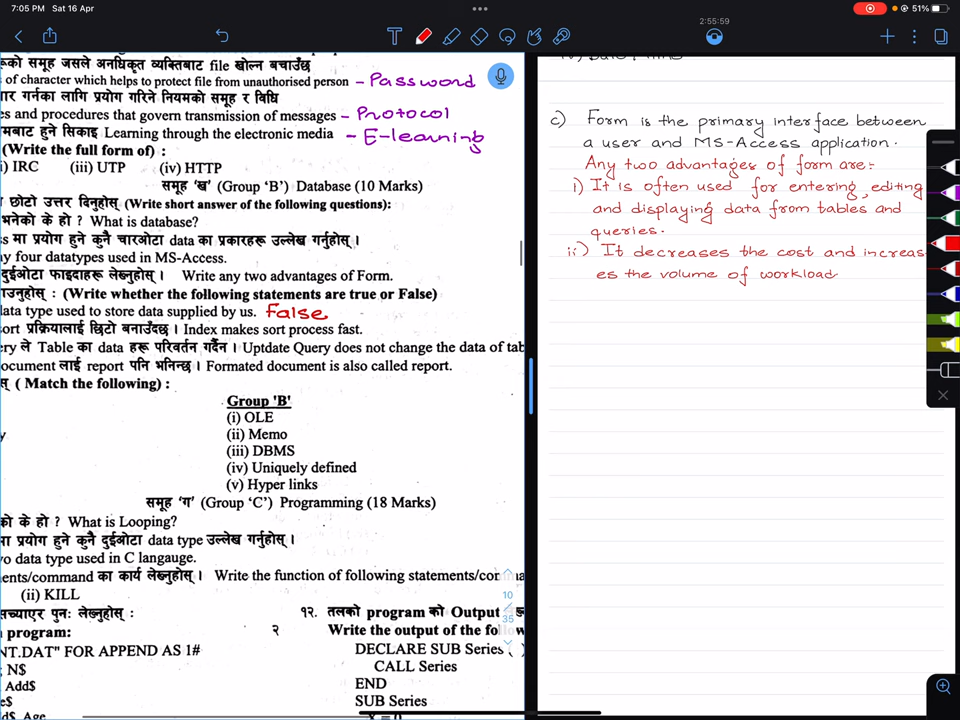 7:05 PM Sat 16 Apr
51%
2:55:59
रूको समूह जसले अनधिकृत व्यक्तिबाट file खोल्न बचाउँछ
of character which helps to protect file from unauthorised person - Password
ार गर्नका लागि प्रयोग गरिने नियमको समूह र विधि
es and procedures that govern transmission of messages - Protocol
मबाट हुने सिकाइ Learning through the electronic media - E-learning
(Write the full form of) :
i) IRC (iii) UTP (iv) HTTP
समूह 'ख' (Group 'B') Database (10 Marks)
छोटो उत्तर दिनुहोस् (Write short answer of the following questions):
भनेको के हो ? What is database?
ss मा प्रयोग हुने कुनै चारओटा data का प्रकारहरू उल्लेख गर्नुहोस् ।
ny four datatypes used in MS-Access.
दुईओटा फाइदाहरू लेख्नुहोस् । Write any two advantages of Form.
ाउनुहोस् : (Write whether the following statements are true or False)
data type used to store data supplied by us. False
sort प्रक्रियालाई छिटो बनाउँदछ । Index makes sort process fast.
ery ले Table का data हरू परिवर्तन गर्दैन । Uptdate Query does not change the data of tab
ocument लाई report पनि भनिन्छ । Formated document is also called report.
स् ( Match the following) :
Group 'B'
(i) OLE
(ii) Memo
y (iii) DBMS
(iv) Uniquely defined
(v) Hyper links
समूह 'ग' (Group 'C') Programming (18 Marks)
को के हो ? What is Looping?
मा प्रयोग हुने कुनै दुईओटा data type उल्लेख गर्नुहोस् ।
vo data type used in C langauge.
ents/command का कार्य लेख्नुहोस् । Write the function of following statements/com
(ii) KILL
सच्याएर पुनः लेख्नुहोस् :
२
n program:
NT.DAT" FOR APPEND AS 1#
; N$
Add$
e$
d$, Age
१२. तलको program को Output
Write the output of the follow
DECLARE SUB Series ( )
CALL Series
END
SUB Series
X = 0
10
35
c) Form is the primary interface between
a user and MS-Access application.
Any two advantages of form are:-
i) It is often used for entering, editing
and displaying data from tables and
queries.
ii) It decreases the cost and increas-
es the volume of workload